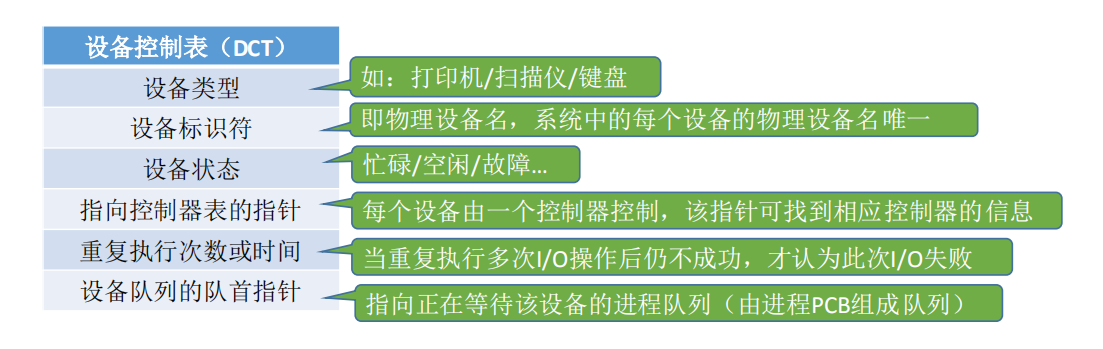 设备控制表（DCT）
设备类型
如：打印机/扫描仪/键盘
设备标识符
即物理设备名，系统中的每个设备的物理设备名唯一
设备状态
忙碌/空闲/故障…
指向控制器表的指针
每个设备由一个控制器控制，该指针可找到相应控制器的信息
重复执行次数或时间
当重复执行多次I/O操作后仍不成功，才认为此次I/O失败
设备队列的队首指针
指向正在等待该设备的进程队列（由进程PCB组成队列）